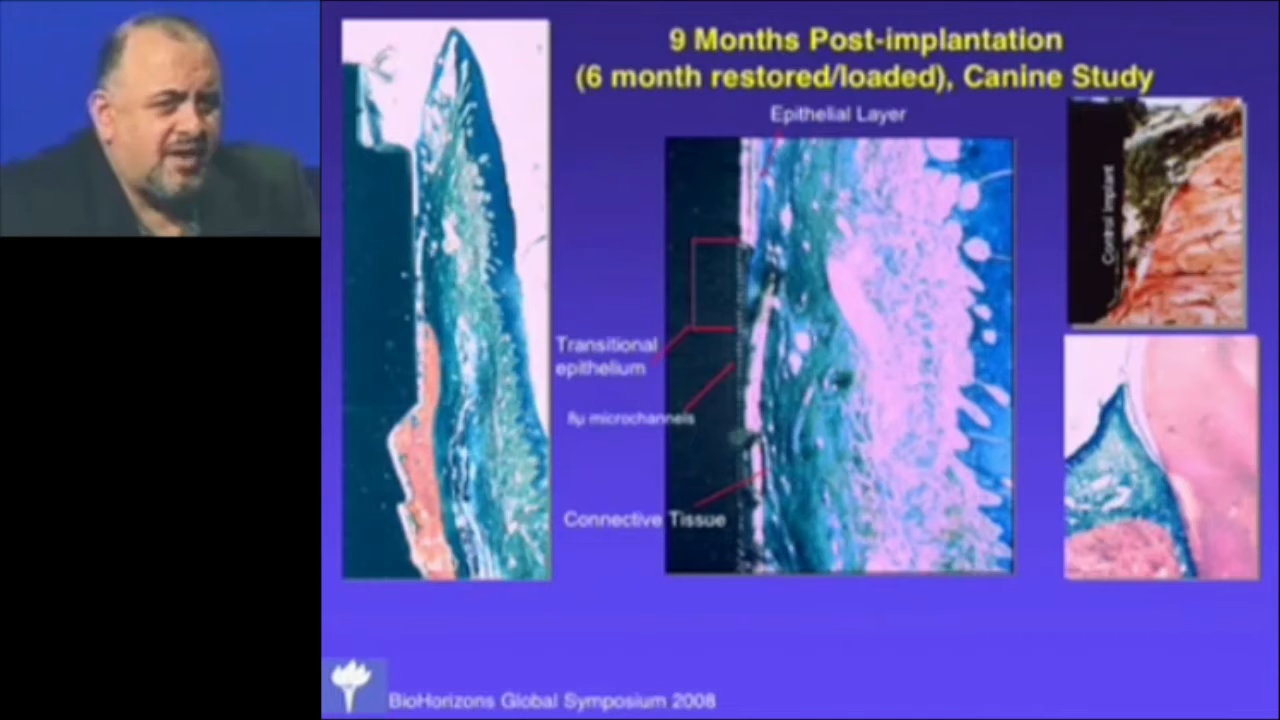 9 Months Post-implantation
(6 month restored/loaded), Canine Study
Epithelial Layer
Control implant
Transitional
epithelium
8µ microchannels
Connective Tissue
BioHorizons Global Symposium 2008